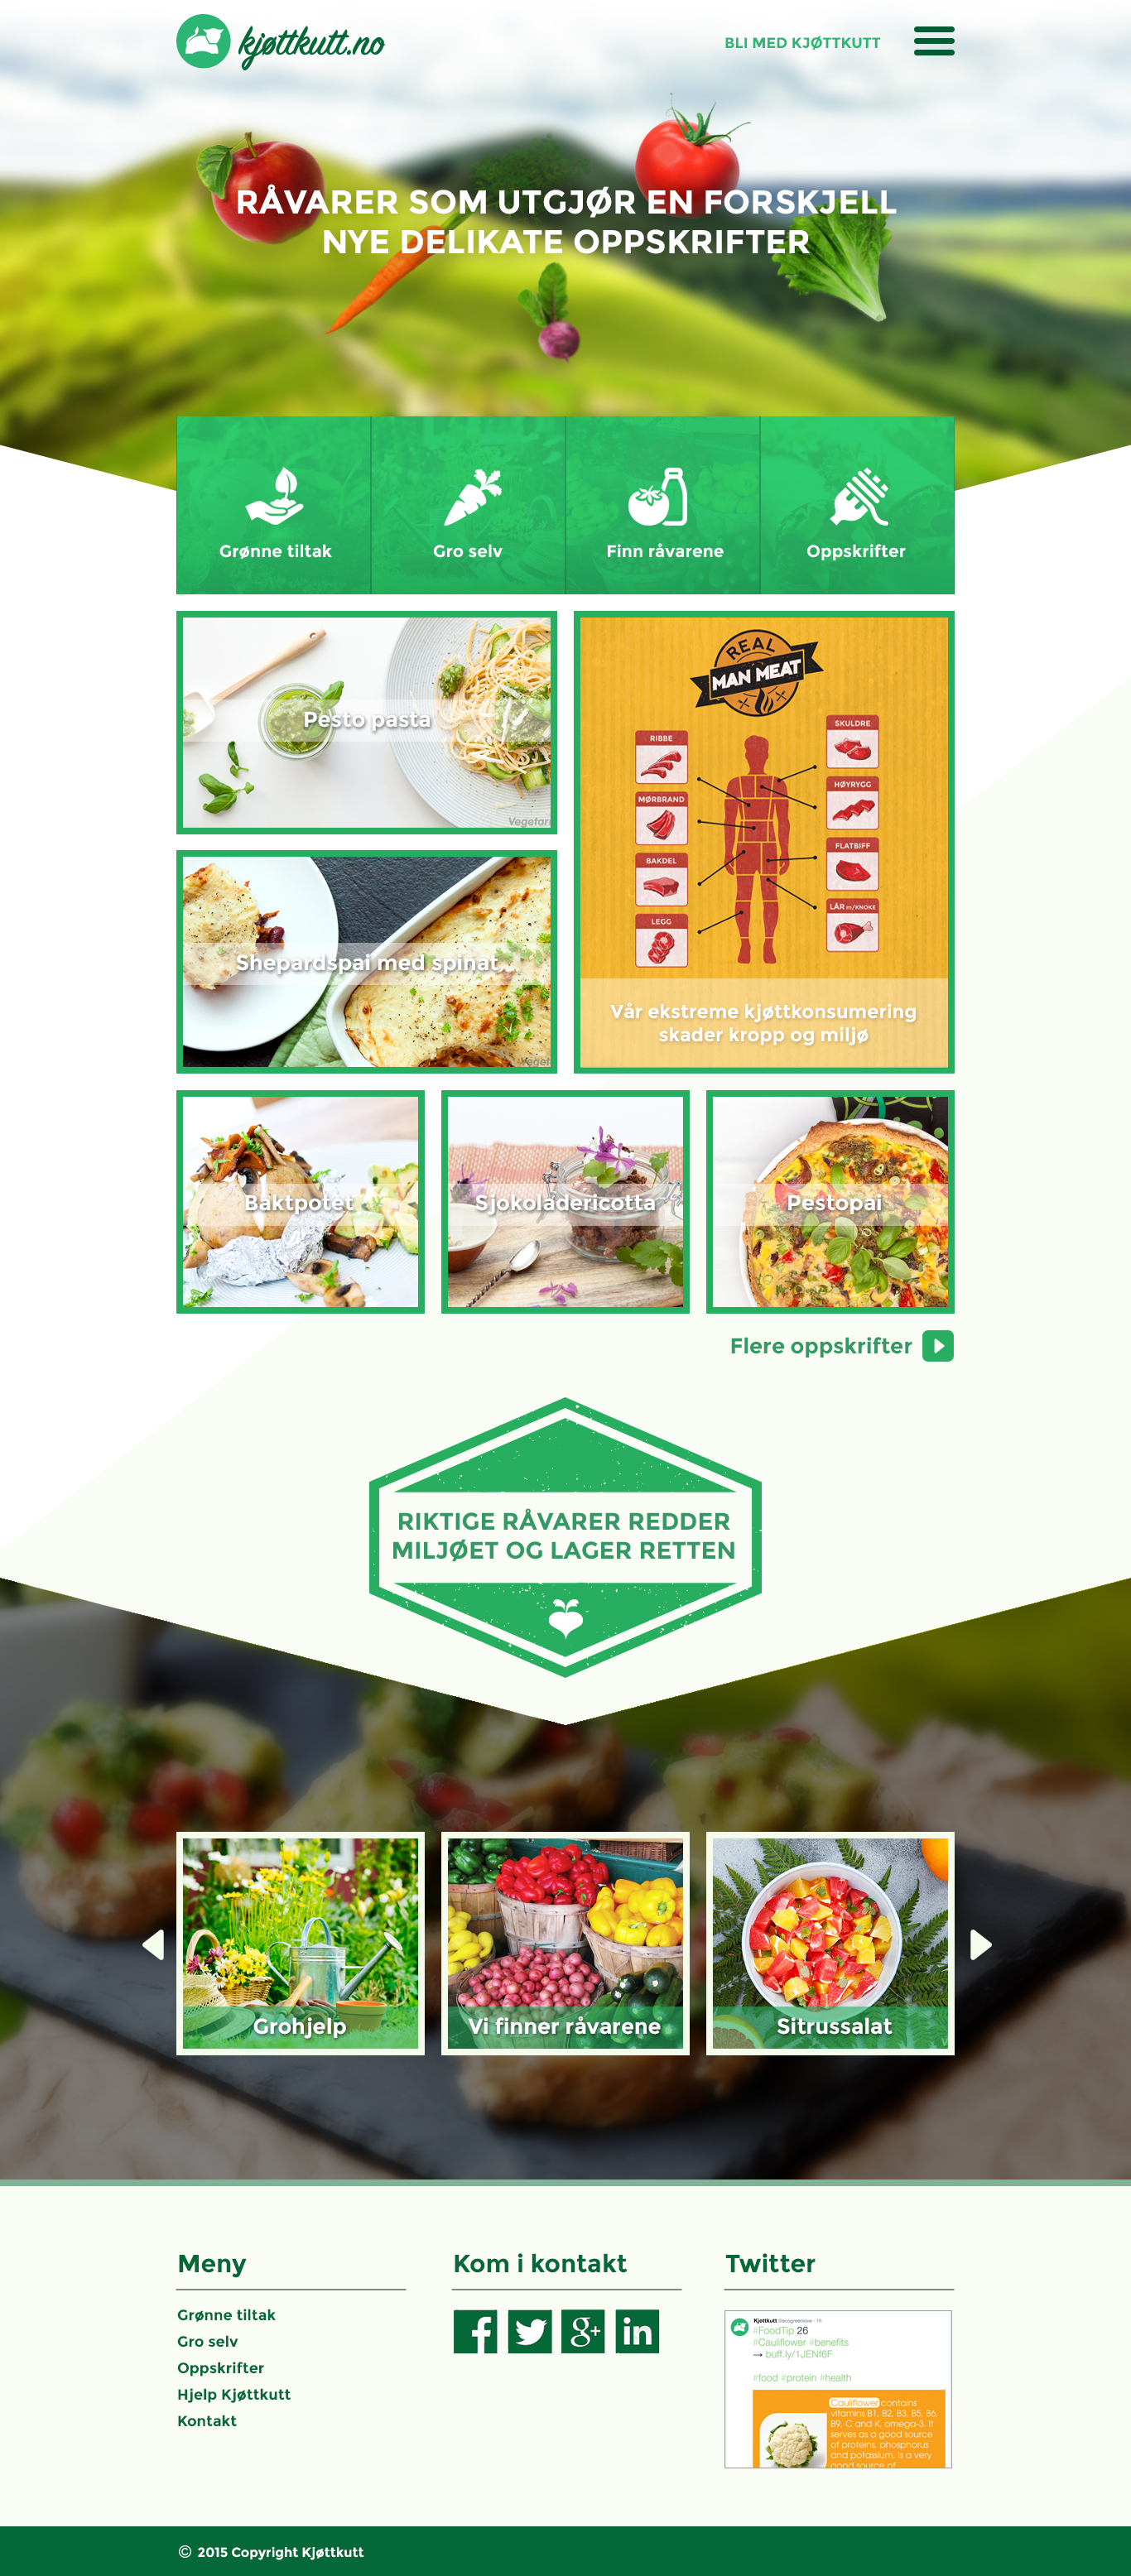 kjøttkutt.no
BLI MED KJØTTKUTT
RÅVARER SOM UTGJØR EN FORSKJELL
NYE DELIKATE OPPSKRIFTER
Grønne tiltak
Gro selv
Finn råvarene
Oppskrifter
Pesto pasta
Vegetar
REAL
MAN MEAT
SKULDRE
RIBBE
HØYRYGG
MØRBRAND
FLATBIFF
BAKDEL
LÅR m/KNOKE
LEGG
Vår ekstreme kjøttkonsumering
skader kropp og miljø
Shepardspai med spinat
Vegeta
Baktpotet
Sjokoladericotta
Pestopai
Flere oppskrifter
RIKTIGE RÅVARER REDDER
MILJØET OG LAGER RETTEN
Grohjelp
Vi finner råvarene
Sitrussalat
Meny
Grønne tiltak
Gro selv
Oppskrifter
Hjelp Kjøttkutt
Kontakt
Kom i kontakt
f
g+
in
Twitter
Kjøttkutt @ecogreenlove · 1h
#FoodTip 26
#Cauliflower #benefits
→ buff.ly/1JENf6F
#food #protein #health
Cauliflower contains
vitamins B1, B2, B3, B5, B6,
B9, C and K, omega-3. It
serves as a good source
of proteins, phosphorus
and potassium. Is a very
good source of
© 2015 Copyright Kjøttkutt